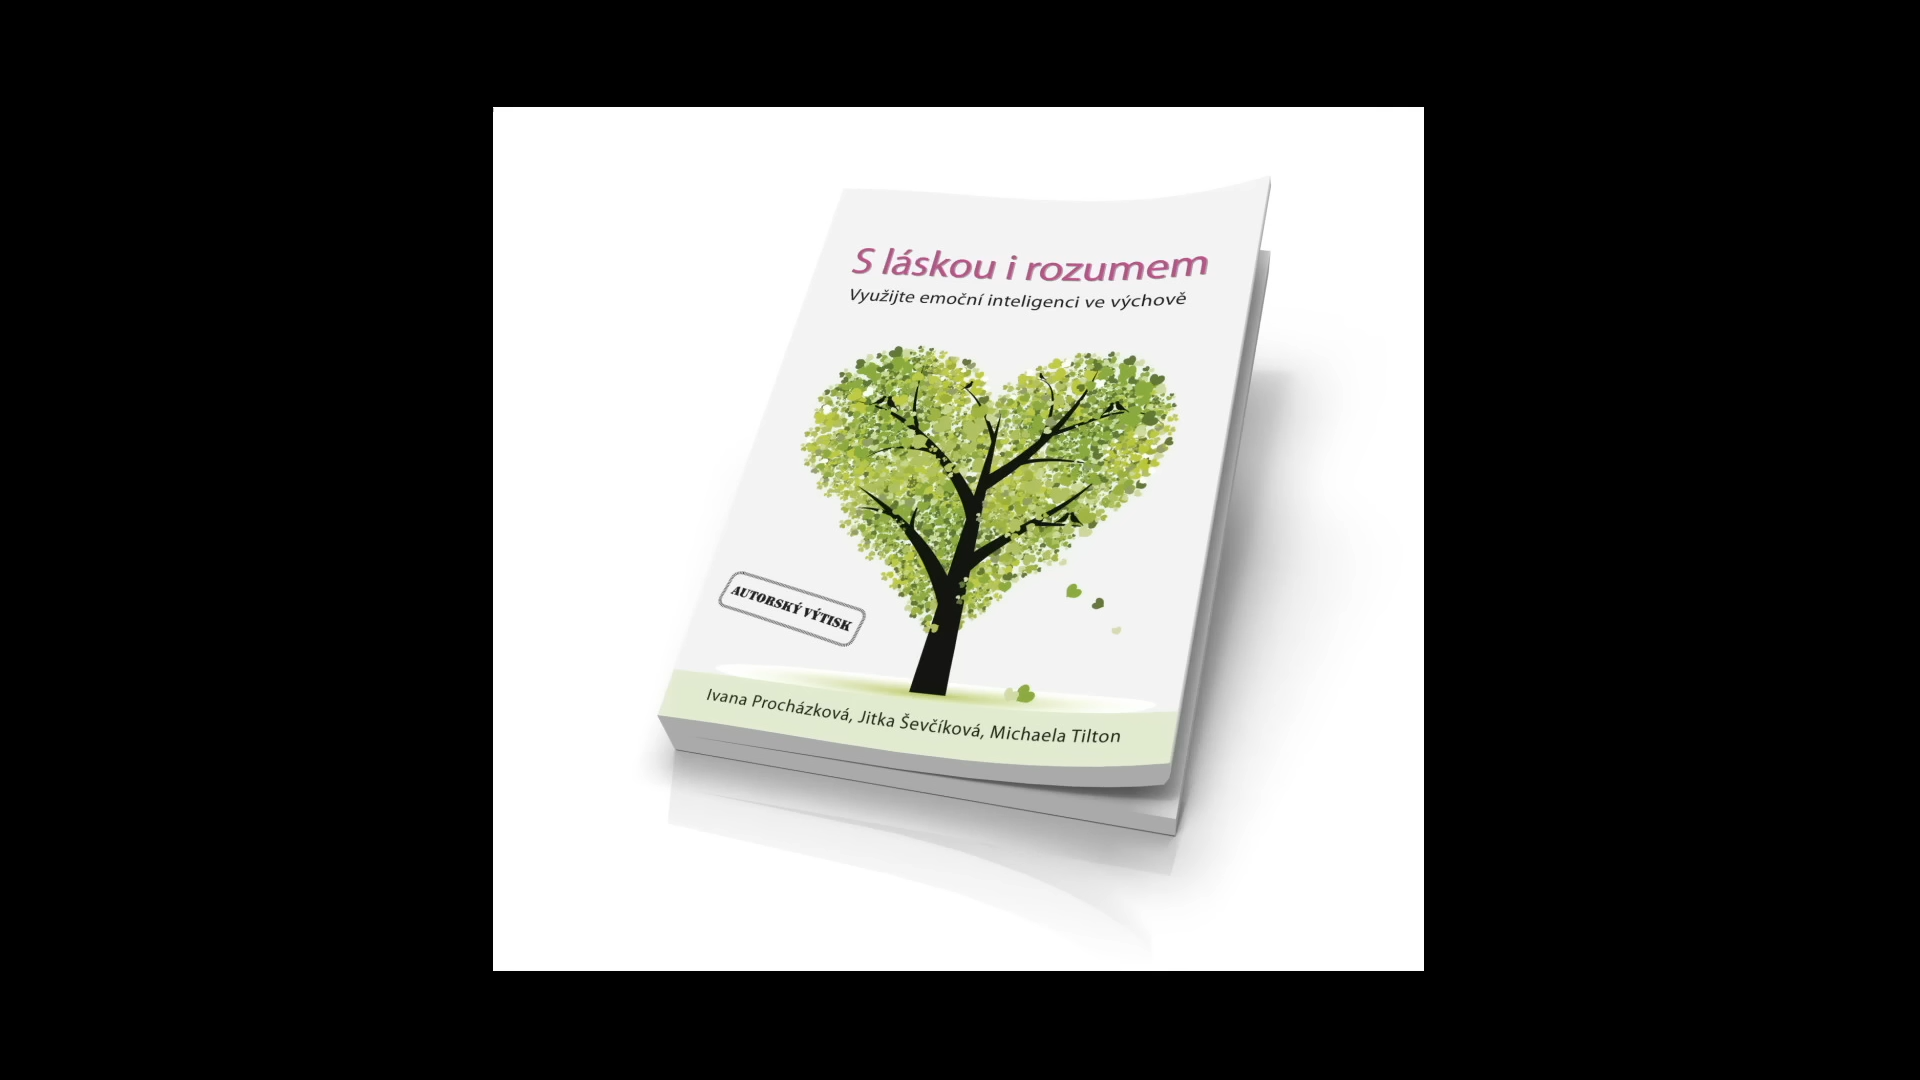 S láskou i rozumem
Využijte emoční inteligenci ve výchově
AUTORSKÝ VÝTISK
Ivana Procházková, Jitka Ševčíková, Michaela Tilton